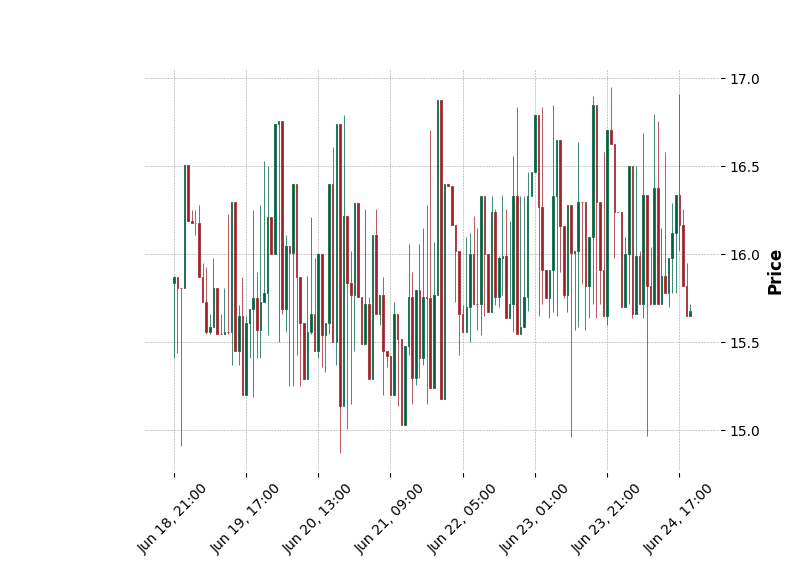 17.0
16.5
16.0
15.5
15.0
Price
Jun 18, 21:00
Jun 19, 17:00
Jun 20, 13:00
Jun 21, 09:00
Jun 22, 05:00
Jun 23, 01:00
Jun 23, 21:00
Jun 24, 17:00